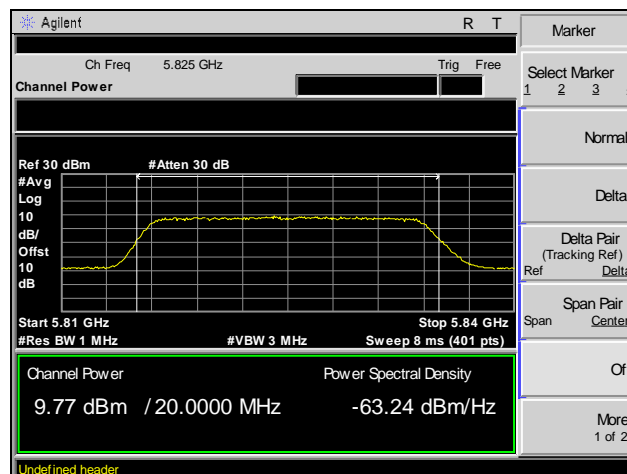 Agilent R T
Ch Freq 5.825 GHz Trig Free
Channel Power
Ref 30 dBm #Atten 30 dB
#Avg
Log
10
dB/
Offst
10
dB
Start 5.81 GHz Stop 5.84 GHz
#Res BW 1 MHz #VBW 3 MHz Sweep 8 ms (401 pts)
Channel Power Power Spectral Density
9.77 dBm / 20.0000 MHz -63.24 dBm/Hz
Undefined header
Marker
Select Marker
1 2 3
Normal
Delta
Delta Pair
(Tracking Ref)
Ref Delta
Span Pair
Span Center
Of
More
1 of 2